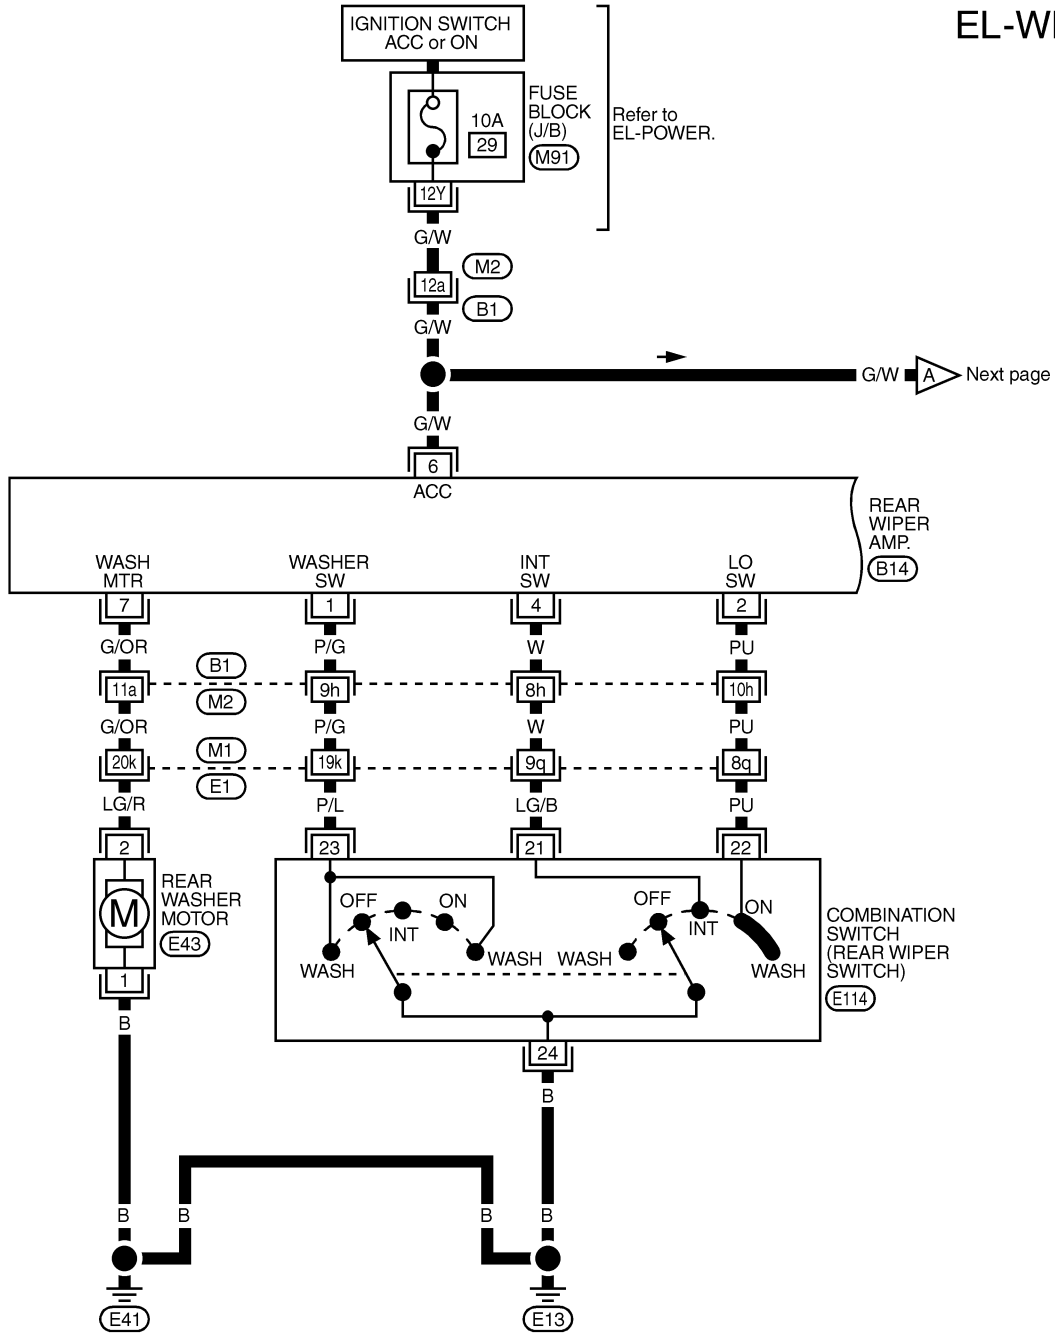 EL-WI
IGNITION SWITCH
ACC or ON
FUSE
BLOCK
(J/B)
M91
10A
29
Refer to
EL-POWER.
12Y
G/W
M2
12a
B1
G/W
G/W
A
Next page
G/W
6
ACC
REAR
WIPER
AMP.
B14
WASH
MTR
WASHER
SW
INT
SW
LO
SW
7
1
4
2
G/OR
P/G
W
PU
B1
11a
9h
8h
10h
M2
G/OR
P/G
W
PU
M1
20k
19k
9q
8q
E1
LG/R
P/L
LG/B
PU
2
23
21
22
M
REAR
WASHER
MOTOR
E43
OFF
INT
ON
WASH
WASH
OFF
INT
ON
WASH
WASH
COMBINATION
SWITCH
(REAR WIPER
SWITCH)
E114
1
24
B
B
B
B
B
B
E41
E13